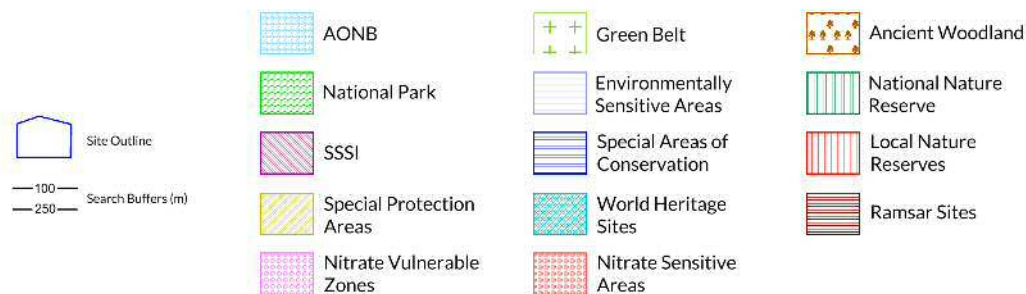 AONB
Green Belt
Ancient Woodland
National Park
Environmentally
Sensitive Areas
National Nature
Reserve
Site Outline
SSSI
Special Areas of
Conservation
Local Nature
Reserves
100
250
Search Buffers (m)
Special Protection
Areas
World Heritage
Sites
Ramsar Sites
Nitrate Vulnerable
Zones
Nitrate Sensitive
Areas